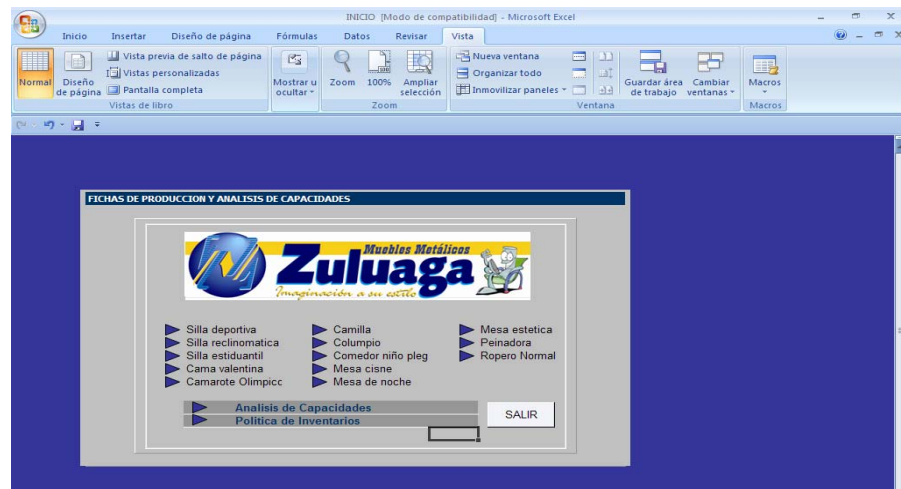 INICIO [Modo de compatibilidad] - Microsoft Excel
Inicio Insertar Diseño de página Fórmulas Datos Revisar Vista
Normal
Diseño de página
Vista previa de salto de página
Vistas personalizadas
Pantalla completa
Vistas de libro
Mostrar u ocultar
Zoom
100%
Ampliar selección
Zoom
Nueva ventana
Organizar todo
Inmovilizar paneles
Guardar área de trabajo
Cambiar ventanas
Ventana
Macros
Macros
FICHAS DE PRODUCCION Y ANALISIS DE CAPACIDADES
Muebles Metálicos
Zuluaga
Imaginación a su estilo
Silla deportiva
Silla reclinomatica
Silla estiduantil
Cama valentina
Camarote Olimpicc
Camilla
Columpio
Comedor niño pleg
Mesa cisne
Mesa de noche
Mesa estetica
Peinadora
Ropero Normal
Analisis de Capacidades
Politica de Inventarios
SALIR